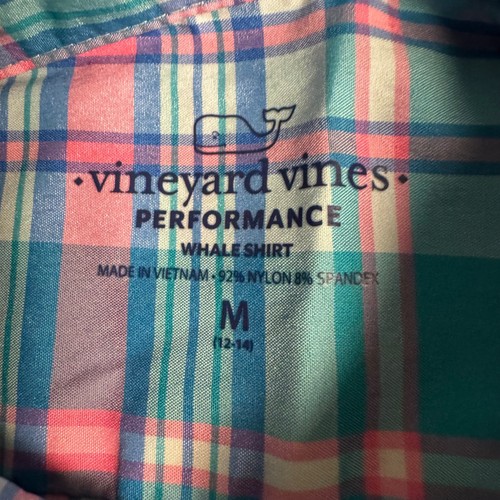 vineyard vines
PERFORMANCE
WHALE SHIRT
MADE IN VIETNAM • 92% NYLON 8% SPANDEX
M
(12-14)